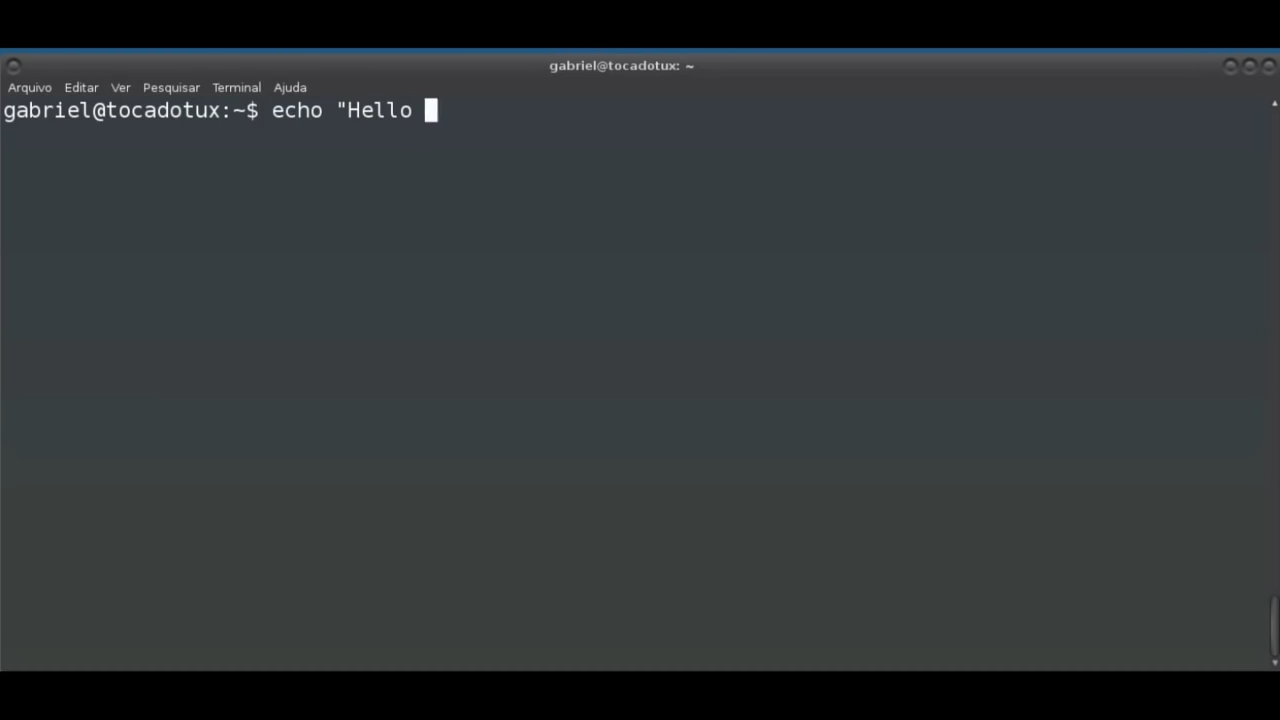 gabriel@tocadotux: ~
Arquivo Editar Ver Pesquisar Terminal Ajuda
gabriel@tocadotux:~$ echo "Hello